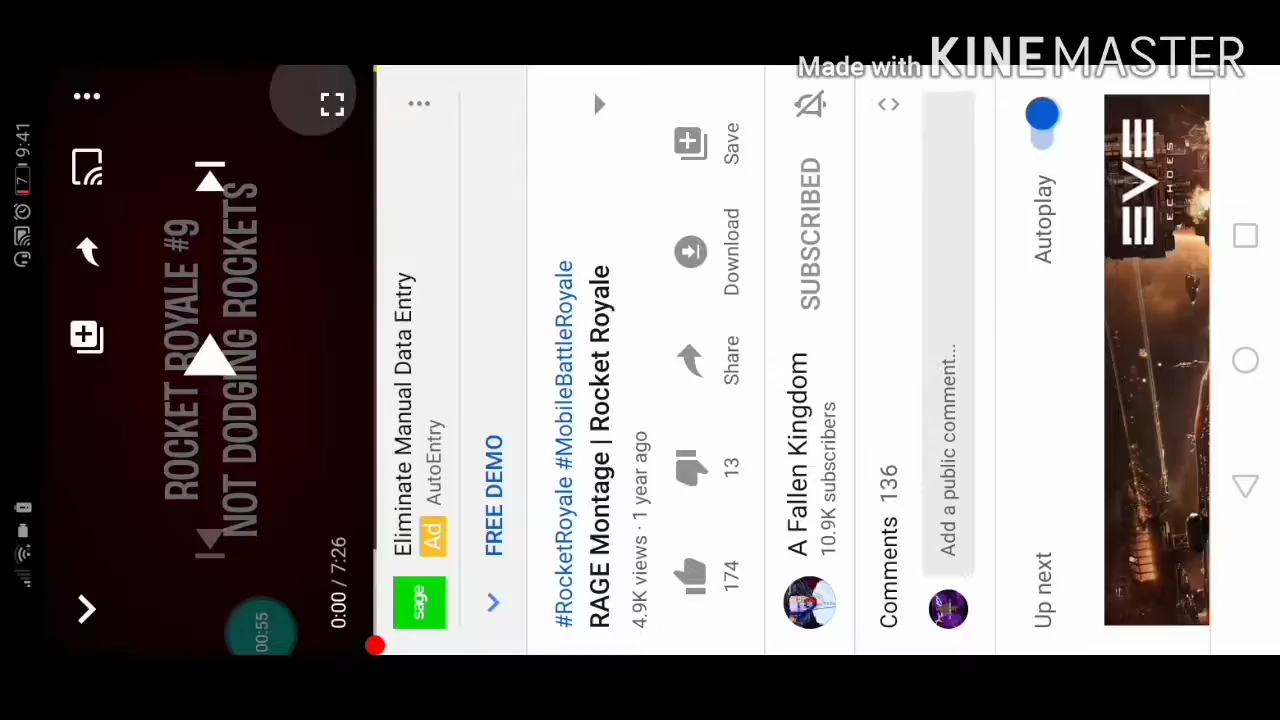 Made with KINEMASTER
7 9:41
ROCKET ROYALE #9
NOT DODGING ROCKETS
00:55
0:00 / 7:26
sage
Eliminate Manual Data Entry
Ad AutoEntry
FREE DEMO
#RocketRoyale #MobileBattleRoyale
RAGE Montage | Rocket Royale
4.9K views · 1 year ago
174
13
Share
Download
Save
A Fallen Kingdom
10.9K subscribers
SUBSCRIBED
Comments 136
Add a public comment...
Up next
Autoplay
EVE
ECHOES